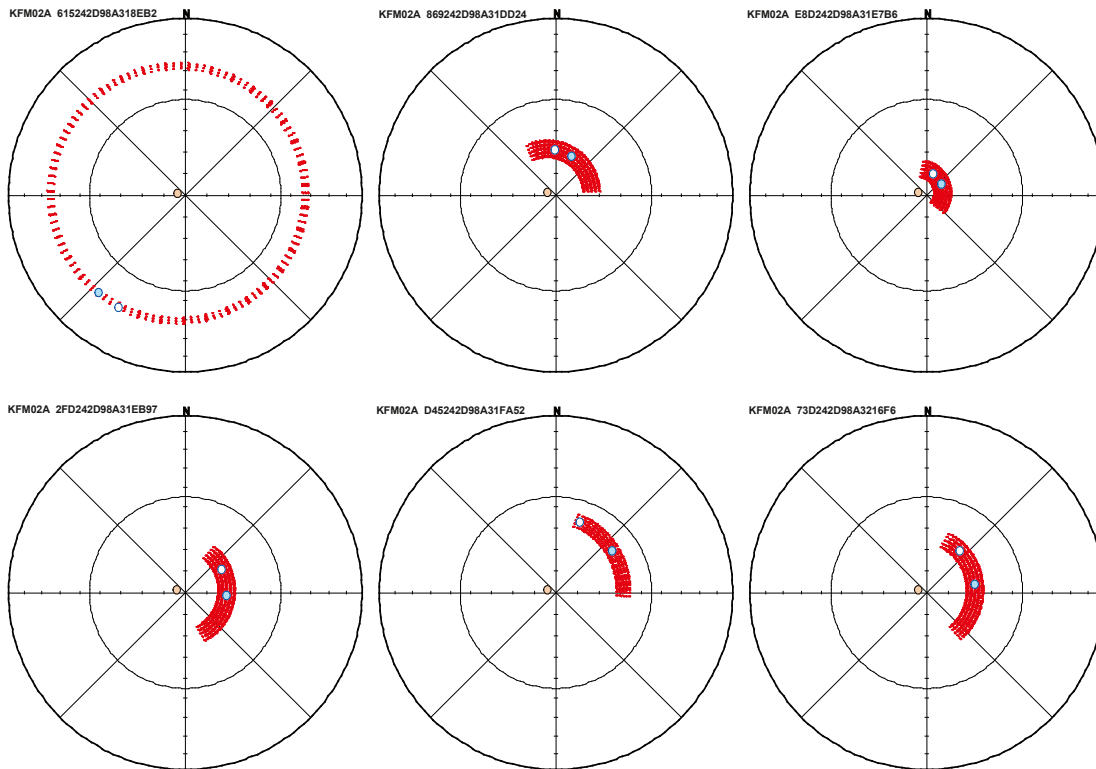 KFM02A 615242D98A318EB2
N
KFM02A 869242D98A31DD24
N
KFM02A E8D242D98A31E7B6
N
KFM02A 2FD242D98A31EB97
N
KFM02A D45242D98A31FA52
N
KFM02A 73D242D98A3216F6
N